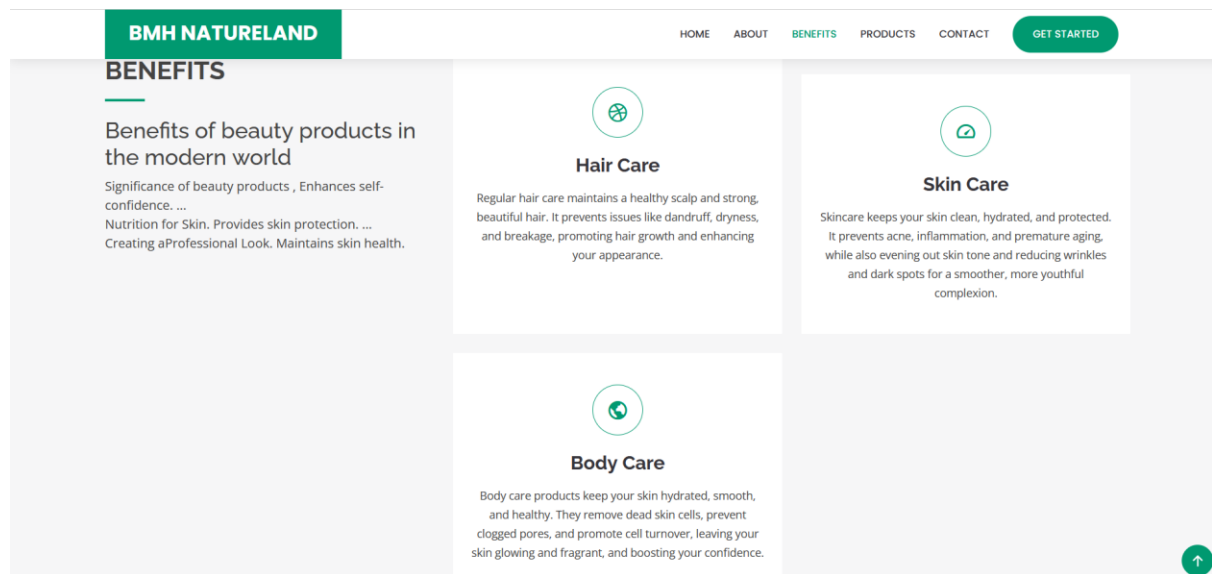 BMH NATURELAND
HOME ABOUT BENEFITS PRODUCTS CONTACT GET STARTED
BENEFITS
Benefits of beauty products in
the modern world
Significance of beauty products , Enhances self-
confidence. ...
Nutrition for Skin. Provides skin protection. ...
Creating aProfessional Look. Maintains skin health.
Hair Care
Regular hair care maintains a healthy scalp and strong,
beautiful hair. It prevents issues like dandruff, dryness,
and breakage, promoting hair growth and enhancing
your appearance.
Skin Care
Skincare keeps your skin clean, hydrated, and protected.
It prevents acne, inflammation, and premature aging,
while also evening out skin tone and reducing wrinkles
and dark spots for a smoother, more youthful
complexion.
Body Care
Body care products keep your skin hydrated, smooth,
and healthy. They remove dead skin cells, prevent
clogged pores, and promote cell turnover, leaving your
skin glowing and fragrant, and boosting your confidence.